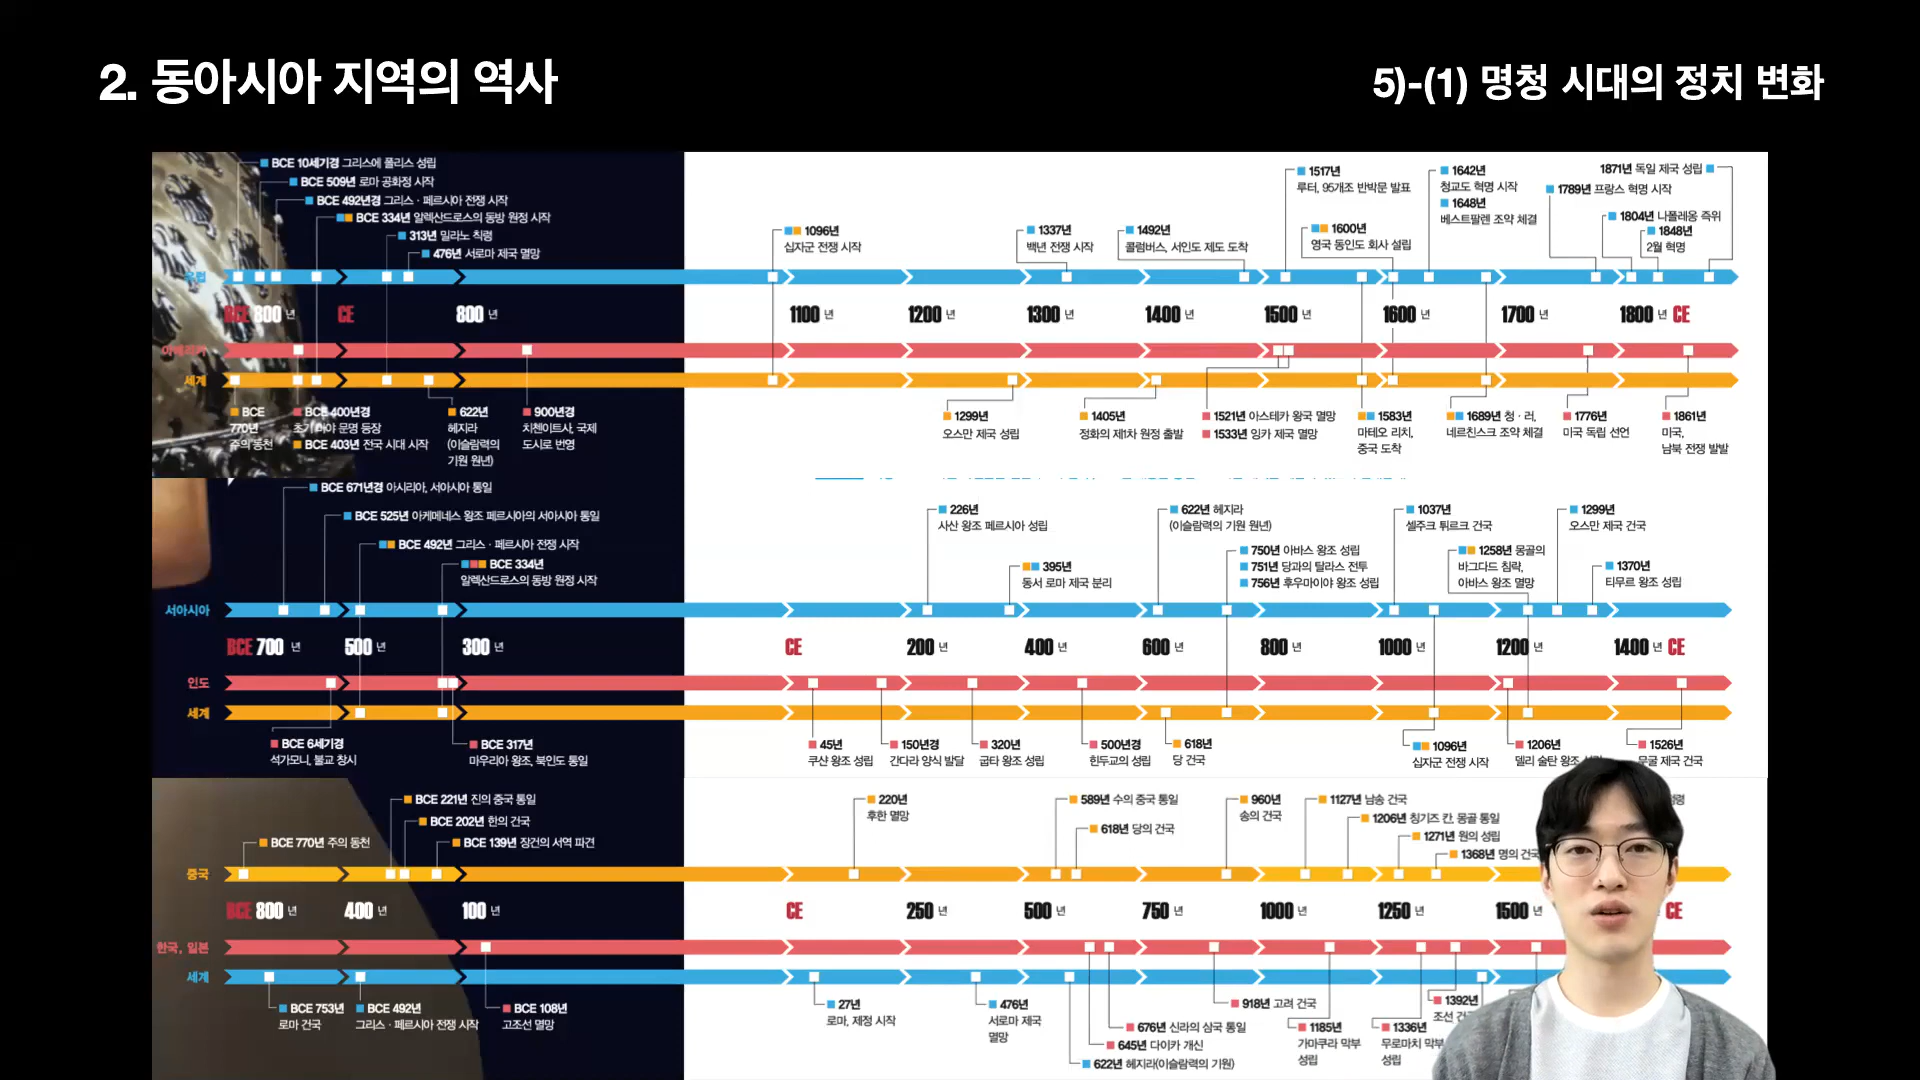 2. 동아시아 지역의 역사
5)-(1) 명청 시대의 정치 변화
BCE 10세기경 그리스에 폴리스 성립
BCE 509년 로마 공화정 시작
BCE 492년경 그리스 · 페르시아 전쟁 시작
BCE 334년 알렉산드로스의 동방 원정 시작
313년 밀라노 칙령
476년 서로마 제국 멸망
1096년
십자군 전쟁 시작
1337년
백년 전쟁 시작
1492년
콜럼버스, 서인도 제도 도착
1517년
루터, 95개조 반박문 발표
1600년
영국 동인도 회사 설립
1642년
청교도 혁명 시작
1648년
베스트팔렌 조약 체결
1871년 독일 제국 성립
1789년 프랑스 혁명 시작
1804년 나폴레옹 즉위
1848년
2월 혁명
유럽
BCE 800 년
CE
800 년
1100 년
1200 년
1300 년
1400 년
1500 년
1600 년
1700 년
1800 년 CE
아메리카
세계
BCE
770년
주의 동천
BCE 400년경
초기 마야 문명 등장
BCE 403년 전국 시대 시작
622년
헤지라
(이슬람력의
기원 원년)
900년경
치첸이트사, 국제
도시로 번영
1299년
오스만 제국 성립
1405년
정화의 제1차 원정 출발
1521년 아스테카 왕국 멸망
1533년 잉카 제국 멸망
1583년
마테오 리치,
중국 도착
1689년 청 · 러,
네르친스크 조약 체결
1776년
미국 독립 선언
1861년
미국,
남북 전쟁 발발
BCE 671년경 아시리아, 서아시아 통일
BCE 525년 아케메네스 왕조 페르시아의 서아시아 통일
BCE 492년 그리스 · 페르시아 전쟁 시작
BCE 334년
알렉산드로스의 동방 원정 시작
226년
사산 왕조 페르시아 성립
395년
동서 로마 제국 분리
622년 헤지라
(이슬람력의 기원 원년)
750년 아바스 왕조 성립
751년 당과의 탈라스 전투
756년 후우마이야 왕조 성립
1037년
셀주크 튀르크 건국
1258년 몽골의
바그다드 침략,
아바스 왕조 멸망
1299년
오스만 제국 건국
1370년
티무르 왕조 성립
서아시아
BCE 700 년
500 년
300 년
CE
200 년
400 년
600 년
800 년
1000 년
1200 년
1400 년 CE
인도
세계
BCE 6세기경
석가모니, 불교 창시
BCE 317년
마우리아 왕조, 북인도 통일
45년
쿠샨 왕조 성립
150년경
간다라 양식 발달
320년
굽타 왕조 성립
500년경
힌두교의 성립
618년
당 건국
1096년
십자군 전쟁 시작
1206년
델리 술탄 왕조
1526년
무굴 제국 건국
BCE 221년 진의 중국 통일
BCE 202년 한의 건국
BCE 770년 주의 동천
BCE 139년 장건의 서역 파견
220년
후한 멸망
589년 수의 중국 통일
618년 당의 건국
960년
송의 건국
1127년 남송 건국
1206년 칭기즈 칸, 몽골 통일
1271년 원의 성립
1368년 명의 건국
중국
BCE 800 년
400 년
100 년
CE
250 년
500 년
750 년
1000 년
1250 년
1500 년
CE
한국, 일본
세계
BCE 753년
로마 건국
BCE 492년
그리스 · 페르시아 전쟁 시작
BCE 108년
고조선 멸망
27년
로마, 제정 시작
476년
서로마 제국
멸망
676년 신라의 삼국 통일
645년 다이카 개신
622년 헤지라(이슬람력의 기원)
918년 고려 건국
1185년
가마쿠라 막부
성립
1336년
무로마치 막부
성립
1392년
조선